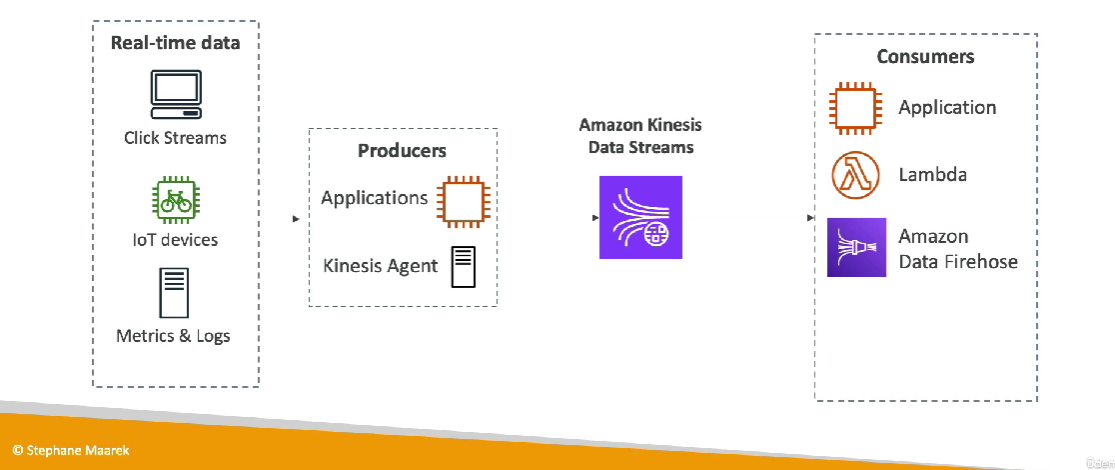 Real-time data
Click Streams
IoT devices
Metrics & Logs
Producers
Applications
Kinesis Agent
Amazon Kinesis
Data Streams
Consumers
Application
Lambda
Amazon
Data Firehose
© Stephane Maarek